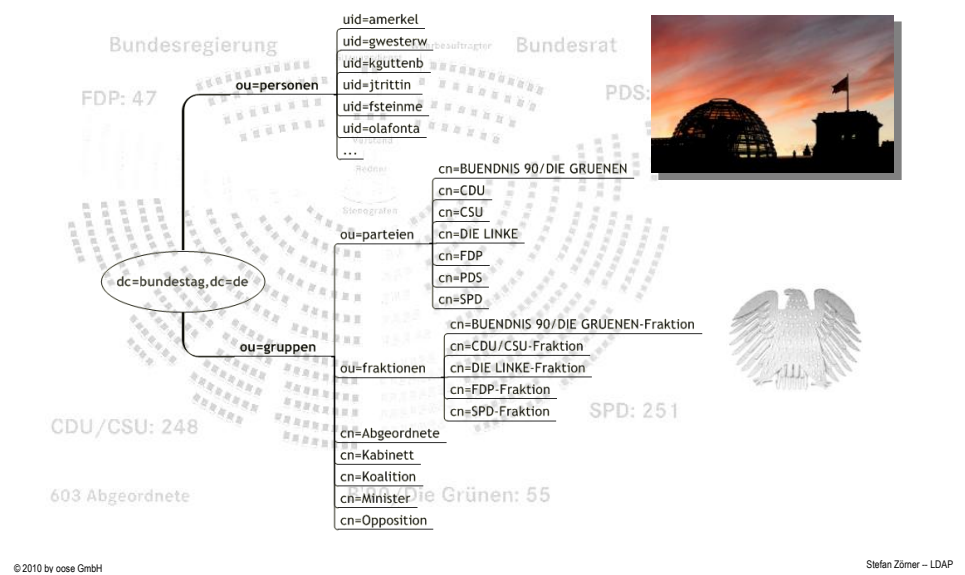 uid=amerkel
Bundesregierung
uid=gwesterw
Bundesrat
uid=kguttenb
ou=personen
uid=jtrittin
FDP: 47
PDS:
uid=fsteinme
uid=olafonta
Vorstand
...
Redner
cn=BUENDNIS 90/DIE GRUENEN
cn=CDU
Stenografen
cn=CSU
ou=parteien
cn=DIE LINKE
cn=FDP
dc=bundestag,dc=de
cn=PDS
cn=SPD
cn=BUENDNIS 90/DIE GRUENEN-Fraktion
ou=gruppen
cn=CDU/CSU-Fraktion
ou=fraktionen
cn=DIE LINKE-Fraktion
cn=FDP-Fraktion
cn=SPD-Fraktion
SPD: 251
CDU/CSU: 248
cn=Abgeordnete
cn=Kabinett
cn=Koalition
603 Abgeordnete
cn=Minister
Die Grünen: 55
cn=Opposition
© 2010 by oose GmbH
Stefan Zörner – LDAP